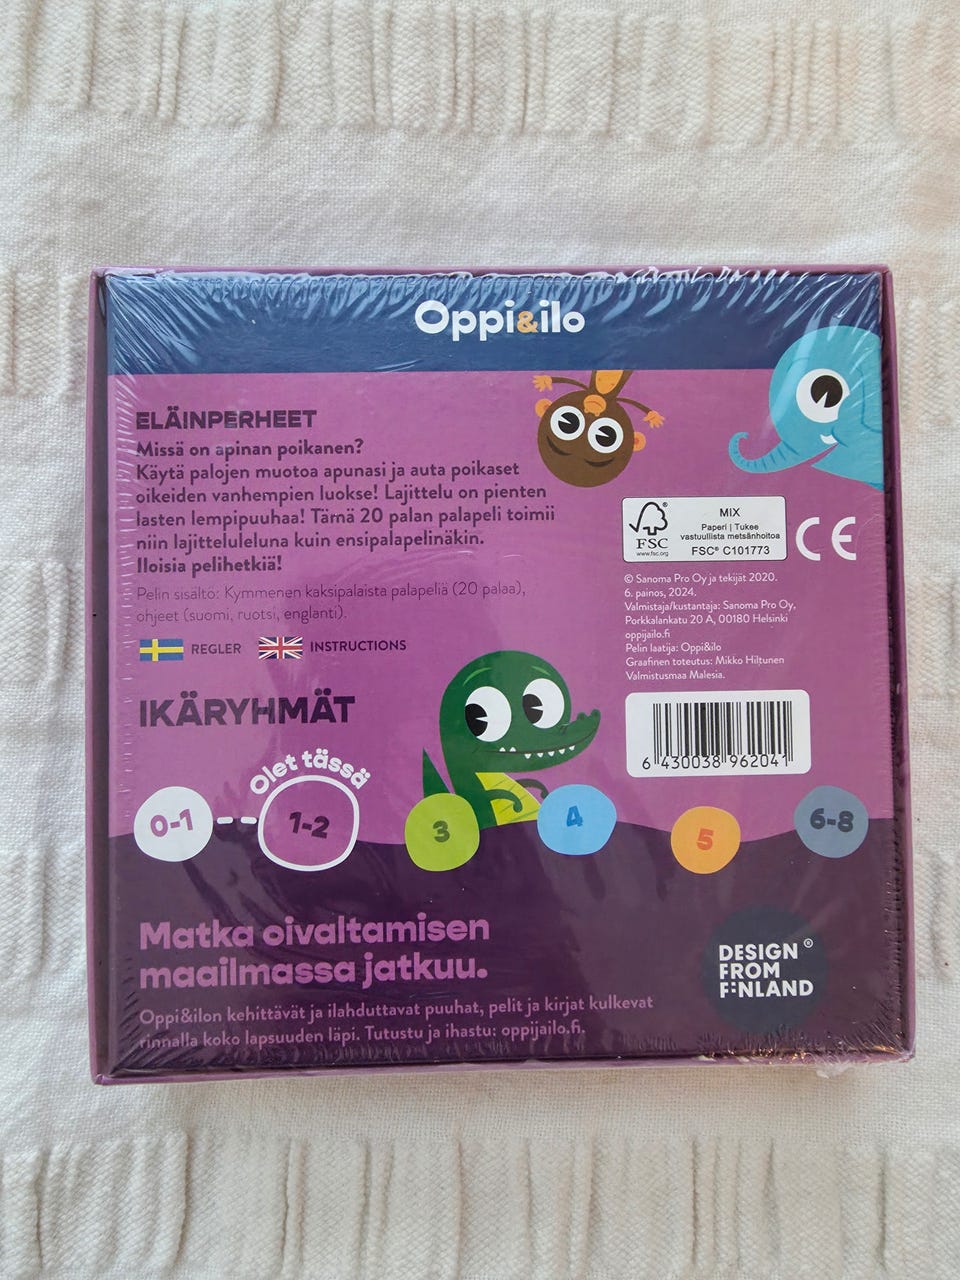 Oppi&ilo
ELÄINPERHEET
Missä on apinan poikanen?
Käytä palojen muotoa apunasi ja auta poikaset
oikeiden vanhempien luokse! Lajittelu on pienten
lasten lempipuuhaa! Tämä 20 palan palapeli toimii
niin lajitteluleluna kuin ensipalapelinäkin.
Iloisia pelihetkiä!
Pelin sisältö: Kymmenen kaksipalaista palapeliä (20 palaa),
ohjeet (suomi, ruotsi, englanti).
REGLER
INSTRUCTIONS
FSC
www.fsc.org
MIX
Paperi | Tukee
vastuullista metsänhoitoa
FSC® C101773
CE
© Sanoma Pro Oy ja tekijät 2020.
6. painos, 2024.
Valmistaja/kustantaja: Sanoma Pro Oy,
Porkkalankatu 20 A, 00180 Helsinki
oppijailo.fi
Pelin laatija: Oppi&ilo
Graafinen toteutus: Mikko Hiltunen
Valmistusmaa Malesia.
6 430038 962041
IKÄRYHMÄT
Olet tässä
0-1
1-2
3
4
5
6-8
Matka oivaltamisen
maailmassa jatkuu.
Oppi&ilon kehittävät ja ilahduttavat puuhat, pelit ja kirjat kulkevat
rinnalla koko lapsuuden läpi. Tutustu ja ihastu: oppijailo.fi.
DESIGN ®
FROM
FINLAND